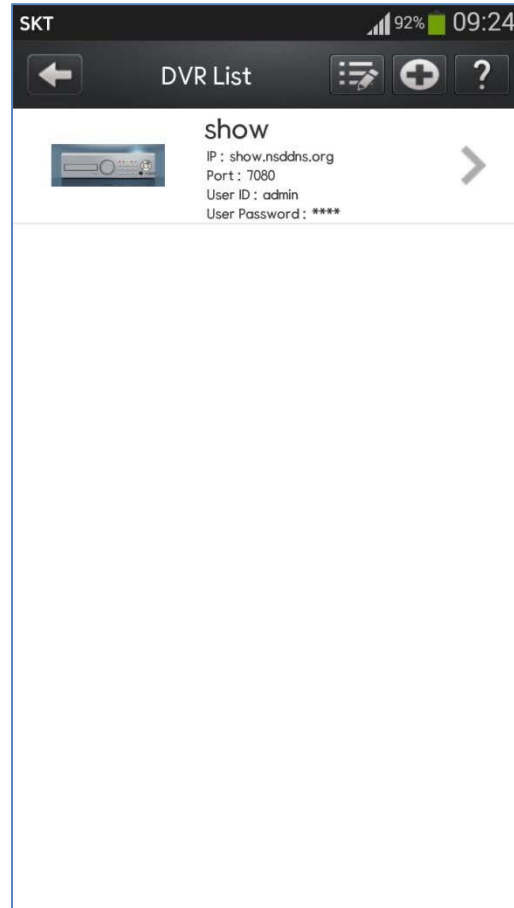 SKT 92% 09:24
DVR List ?
show
IP : show.nsddns.org
Port : 7080
User ID : admin
User Password : ****